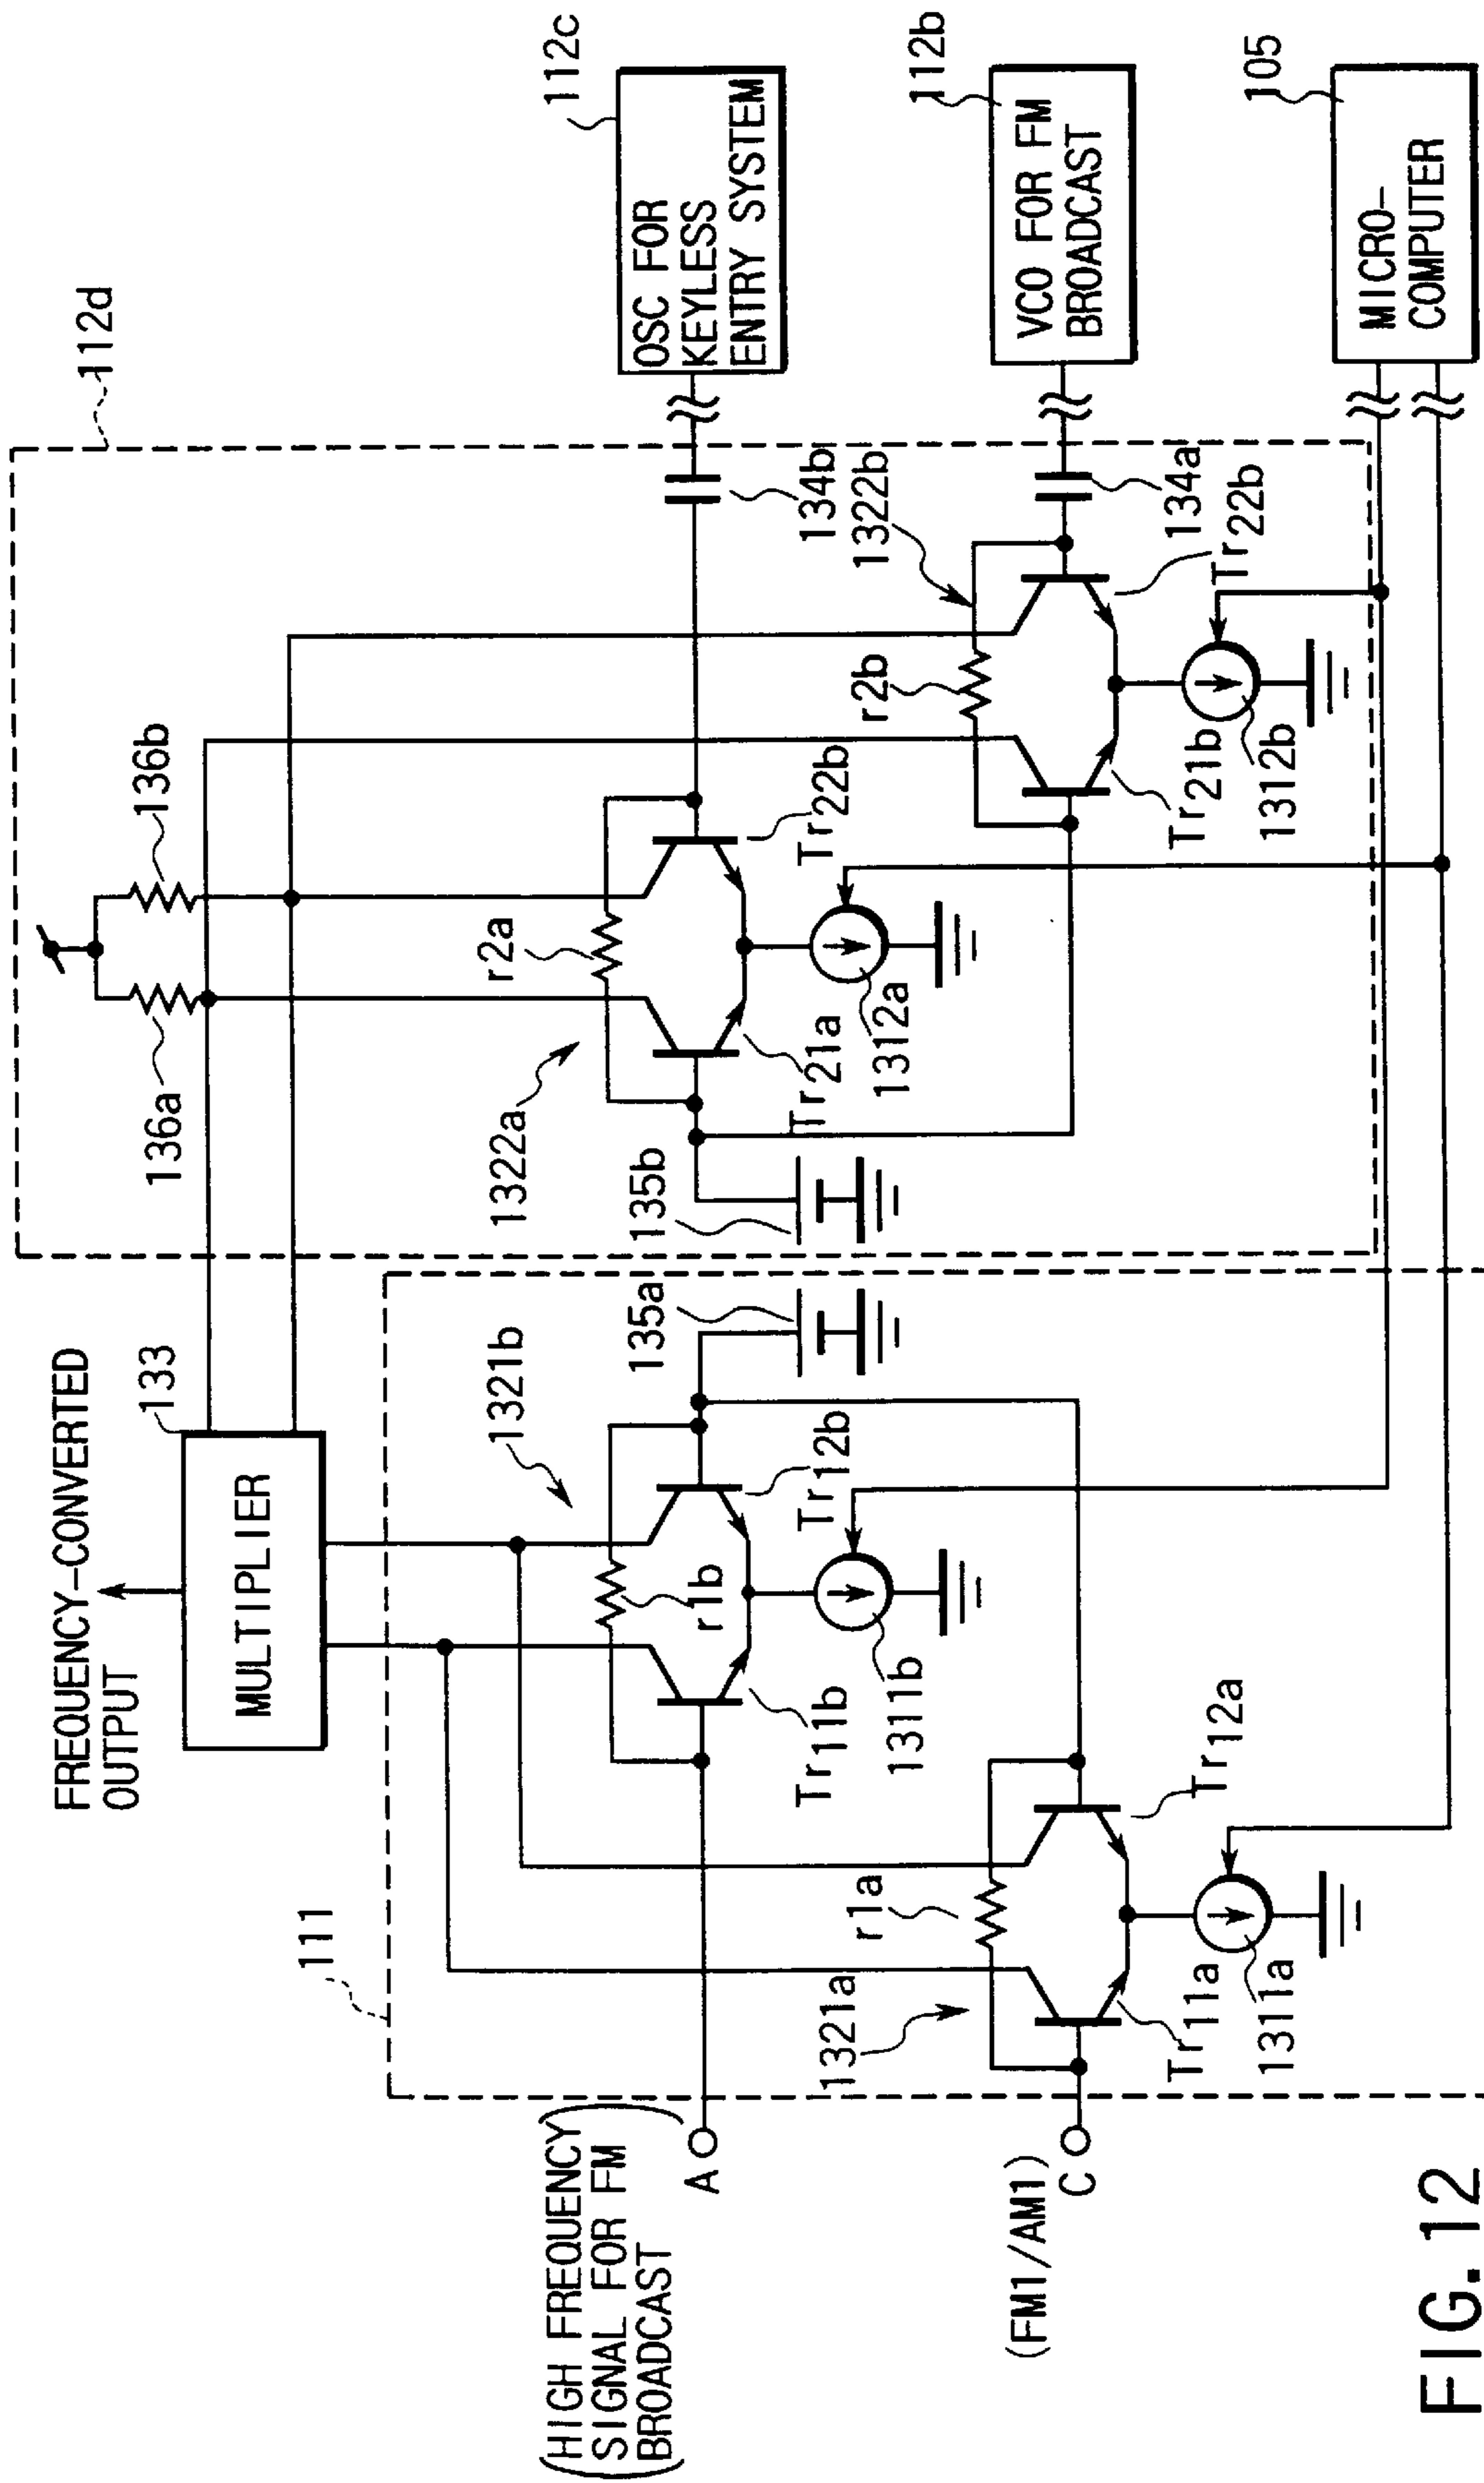 FREQUENCY-CONVERTED
OUTPUT
133
MULTIPLIER
136a
136b
112d
112c
OSC FOR
KEYLESS
ENTRY SYSTEM
134b
1322a
r2a
Tr21a
Tr22b
1312a
135b
1322b
r2b
Tr21b
Tr22b
1312b
134a
112b
VCO FOR FM
BROADCAST
105
MICRO-
COMPUTER
111
1321b
135a
r1b
Tr11b
Tr12b
1311b
1321a
r1a
Tr11a
Tr12a
1311a
(HIGH FREQUENCY
SIGNAL FOR FM
BROADCAST)
A
(FM1/AM1)
C
FIG. 12